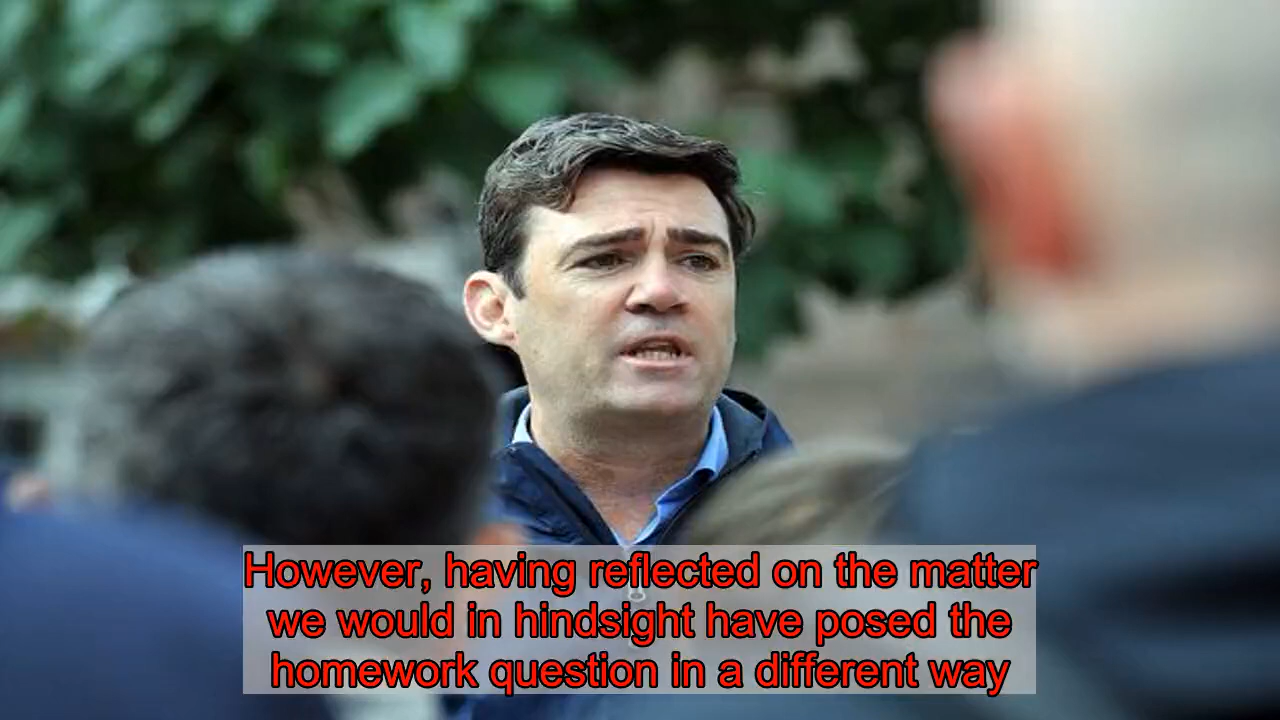 However, having reflected on the matter
we would in hindsight have posed the
homework question in a different way